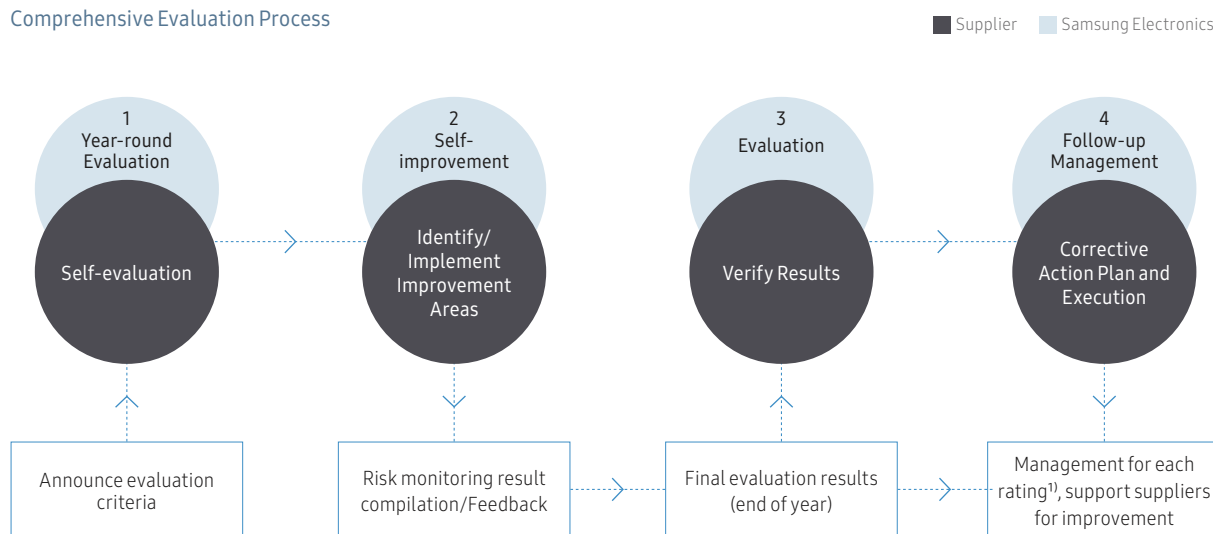 Comprehensive Evaluation Process
Supplier
Samsung Electronics
1
Year-round
Evaluation
Self-evaluation
2
Self-
improvement
Identify/
Implement
Improvement
Areas
3
Evaluation
Verify Results
4
Follow-up
Management
Corrective
Action Plan and
Execution
Announce evaluation
criteria
Risk monitoring result
compilation/Feedback
Final evaluation results
(end of year)
Management for each
rating¹⁾, support suppliers
for improvement